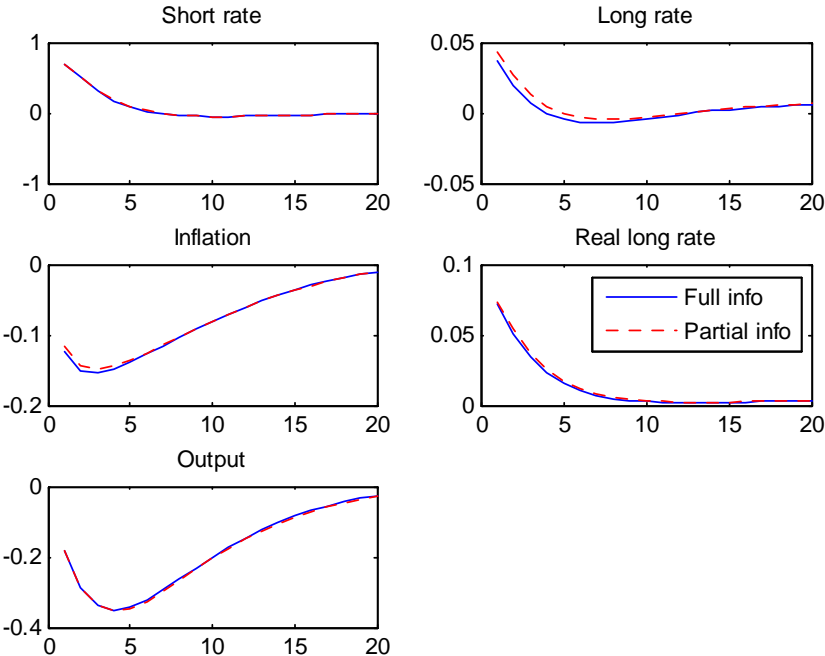 Short rate
1
0
-1
0 5 10 15 20
Long rate
0.05
0
-0.05
0 5 10 15 20
Inflation
0
-0.1
-0.2
0 5 10 15 20
Real long rate
0.1
0.05
0
0 5 10 15 20
Full info
Partial info
Output
0
-0.2
-0.4
0 5 10 15 20